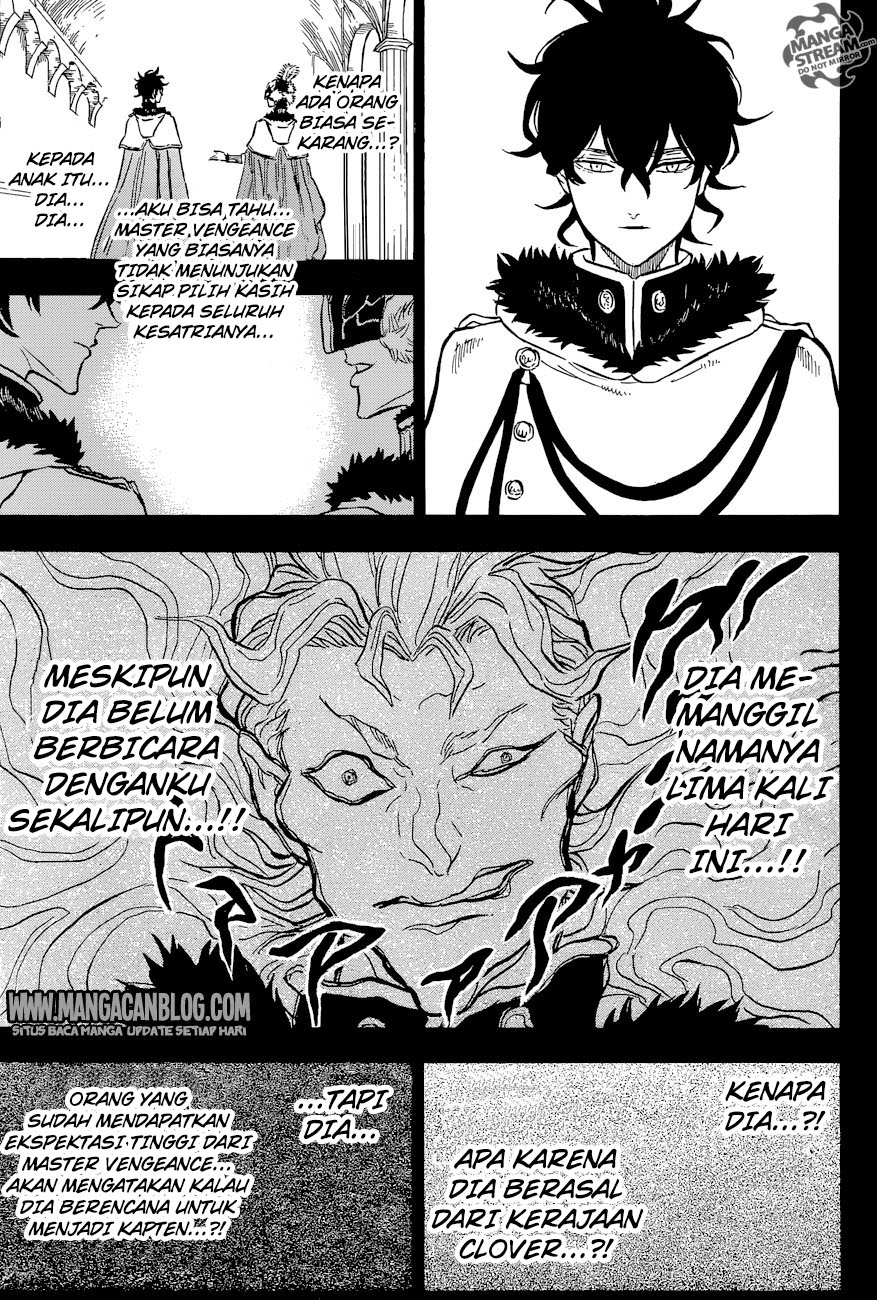 MANGA
STREAM.com
DO NOT MIRROR
KENAPA
ADA ORANG
BIASA SE-
KARANG...?
KEPADA
ANAK ITU...
DIA...
DIA...
...AKU BISA TAHU...
MASTER VENGEANCE
YANG BIASANYA
TIDAK MENUNJUKAN
SIKAP PILIH KASIH
KEPADA SELURUH
KESATRIANYA...
DIA ME-
MANGGIL
NAMANYA
LIMA KALI
HARI
INI...!!
MESKIPUN
DIA BELUM
BERBICARA
DENGANKU
SEKALIPUN...!!
WWW.MANGACANBLOG.COM
SITUS BACA MANGA UPDATE SETIAP HARI
KENAPA
DIA...?!
APA KARENA
DIA BERASAL
DARI KERAJAAN
CLOVER...?!
...TAPI
DIA...
ORANG YANG
SUDAH MENDAPATKAN
EKSPEKTASI TINGGI DARI
MASTER VENGEANCE...
AKAN MENGATAKAN KALAU
DIA BERENCANA UNTUK
MENJADI KAPTEN...?!